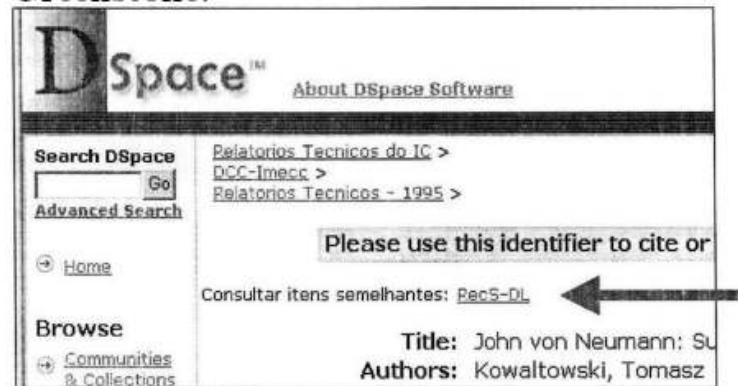 DSpace™
About DSpace Software
Search DSpace
Go
Advanced Search
Home
Browse
Communities
& Collections
Relatorios Tecnicos do IC >
DCC-Imecc >
Relatorios Tecnicos - 1995 >
Please use this identifier to cite or
Consultar itens semelhantes: RecS-DL
Title: John von Neumann: Su
Authors: Kowaltowski, Tomasz